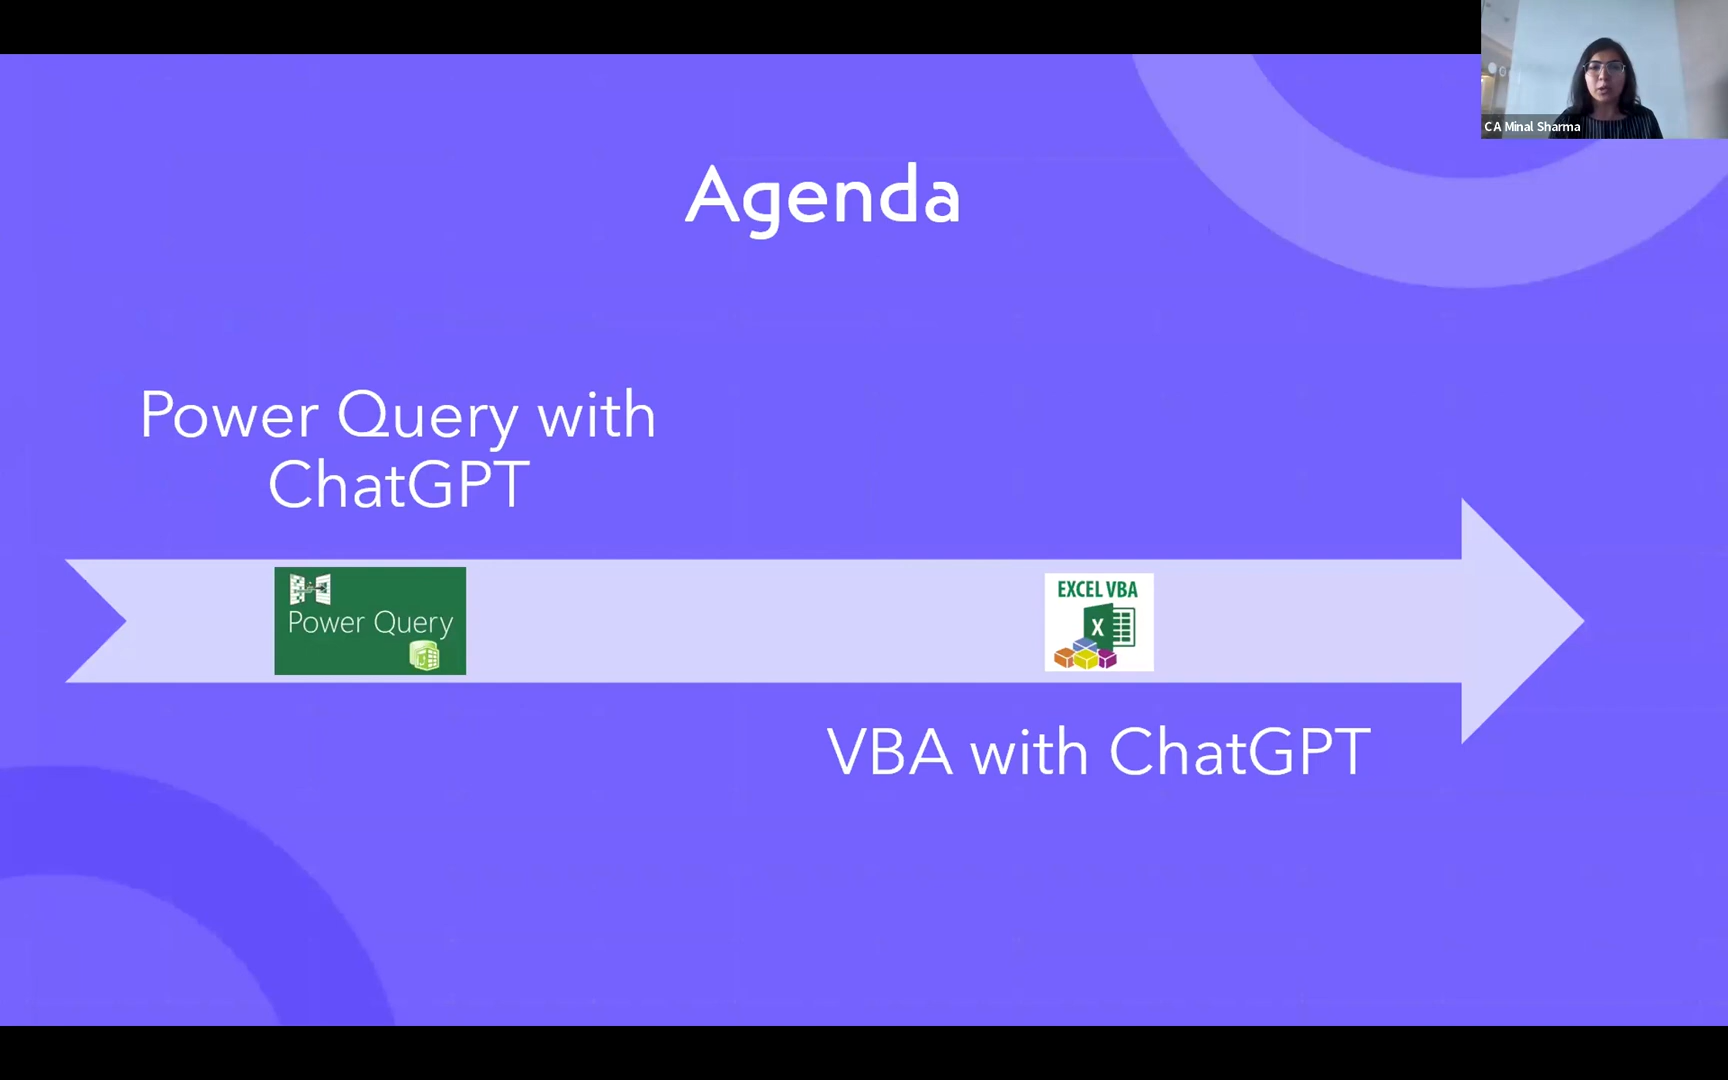 CA Minal Sharma
Agenda
Power Query with
ChatGPT
Power Query
EXCEL VBA
X
VBA with ChatGPT